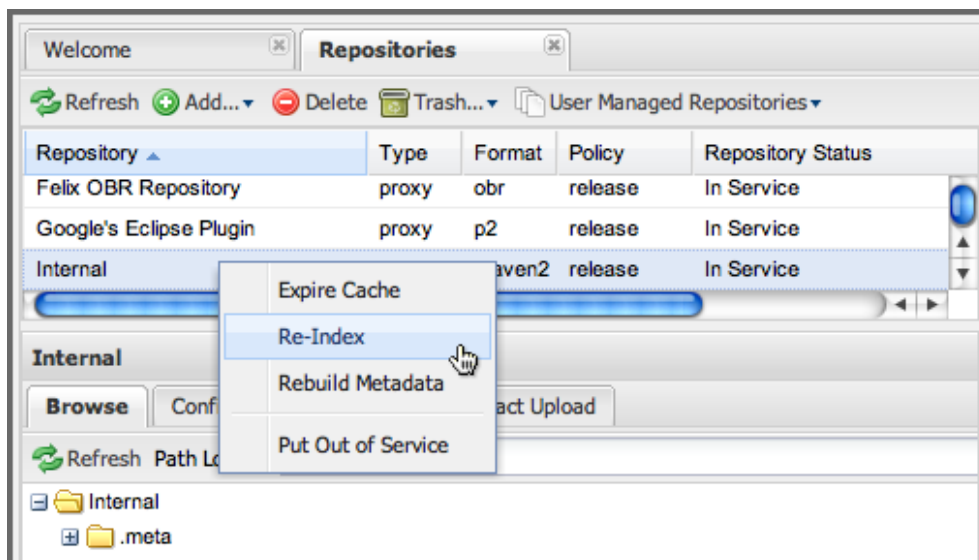 Welcome Repositories
Refresh Add... Delete Trash... User Managed Repositories
Repository Type Format Policy Repository Status
Felix OBR Repository proxy obr release In Service
Google's Eclipse Plugin proxy p2 release In Service
Internal aven2 release In Service
Expire Cache
Re-Index
Internal
Rebuild Metadata
Browse Conf act Upload
Put Out of Service
Refresh Path Lo
Internal
.meta